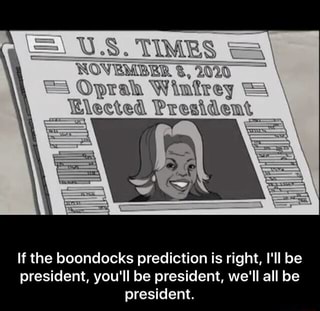 U.S. TIMES
NOVEMBER 8, 2020
Oprah Winfrey
Elected President
If the boondocks prediction is right, I'll be
president, you'll be president, we'll all be
president.